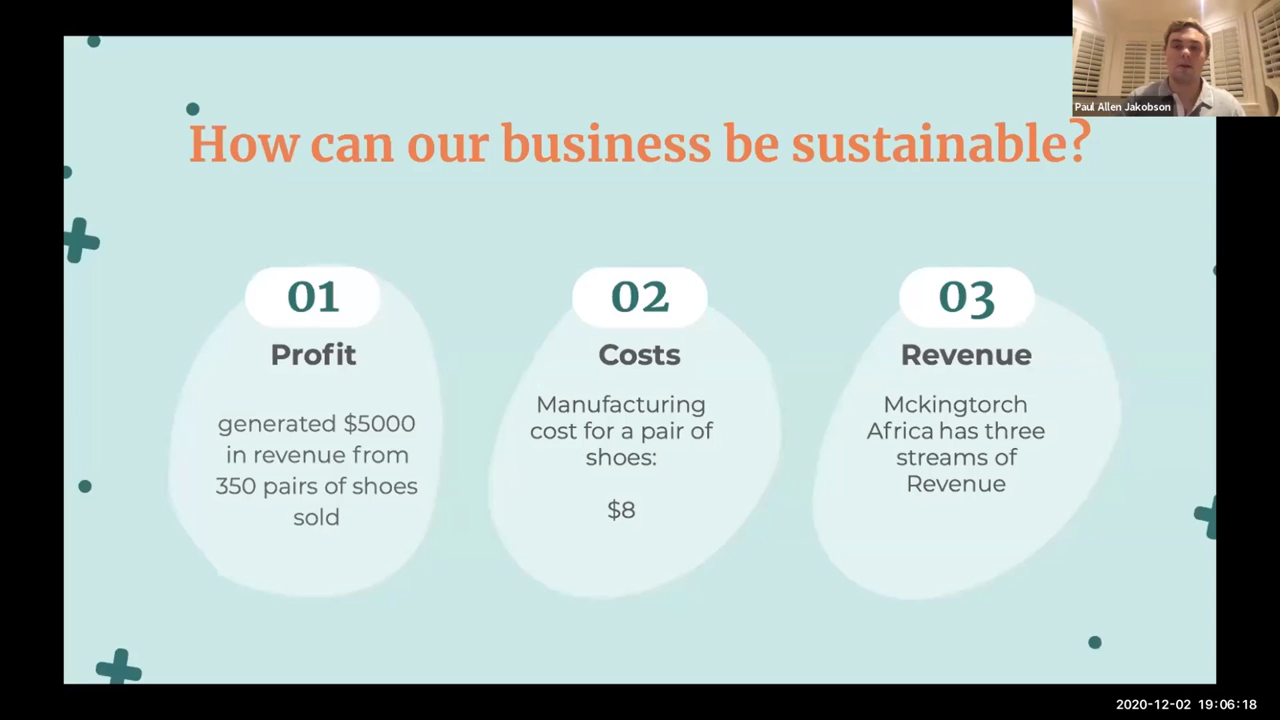 Paul Allen Jakobson
How can our business be sustainable?
01
Profit
generated $5000
in revenue from
350 pairs of shoes
sold
02
Costs
Manufacturing
cost for a pair of
shoes:
$8
03
Revenue
Mckingtorch
Africa has three
streams of
Revenue
2020-12-02 19:06:18